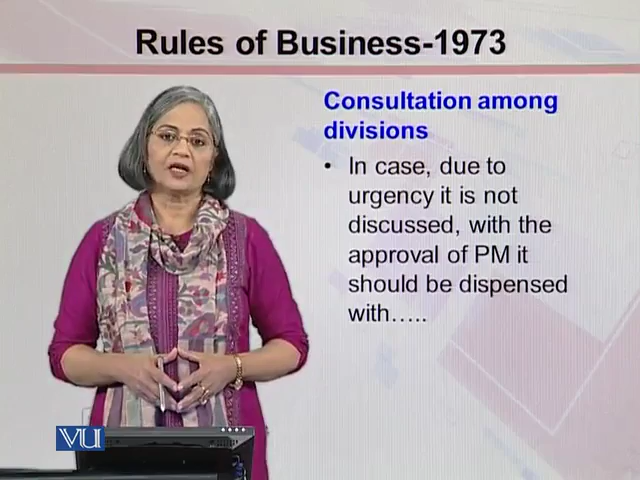 Rules of Business-1973
Consultation among
divisions
• In case, due to
urgency it is not
discussed, with the
approval of PM it
should be dispensed
with…..
VU